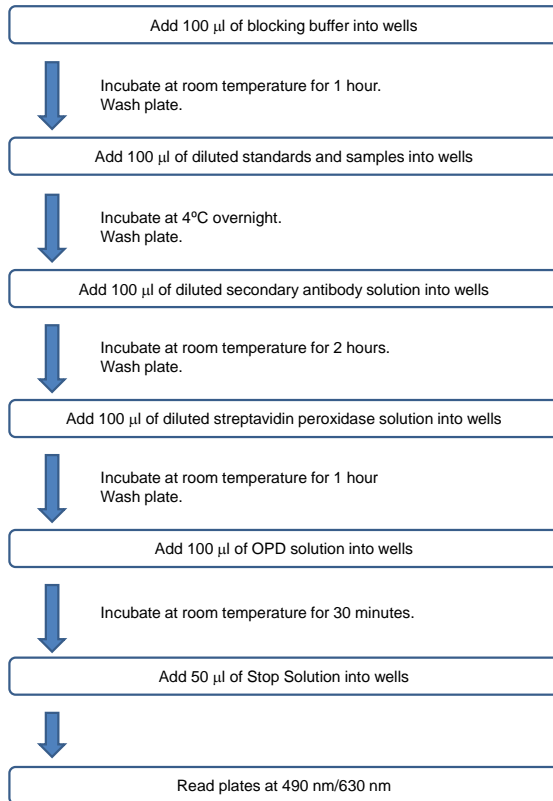 Add 100 μl of blocking buffer into wells
Incubate at room temperature for 1 hour.
Wash plate.
Add 100 μl of diluted standards and samples into wells
Incubate at 4ºC overnight.
Wash plate.
Add 100 μl of diluted secondary antibody solution into wells
Incubate at room temperature for 2 hours.
Wash plate.
Add 100 μl of diluted streptavidin peroxidase solution into wells
Incubate at room temperature for 1 hour
Wash plate.
Add 100 μl of OPD solution into wells
Incubate at room temperature for 30 minutes.
Add 50 μl of Stop Solution into wells
Read plates at 490 nm/630 nm